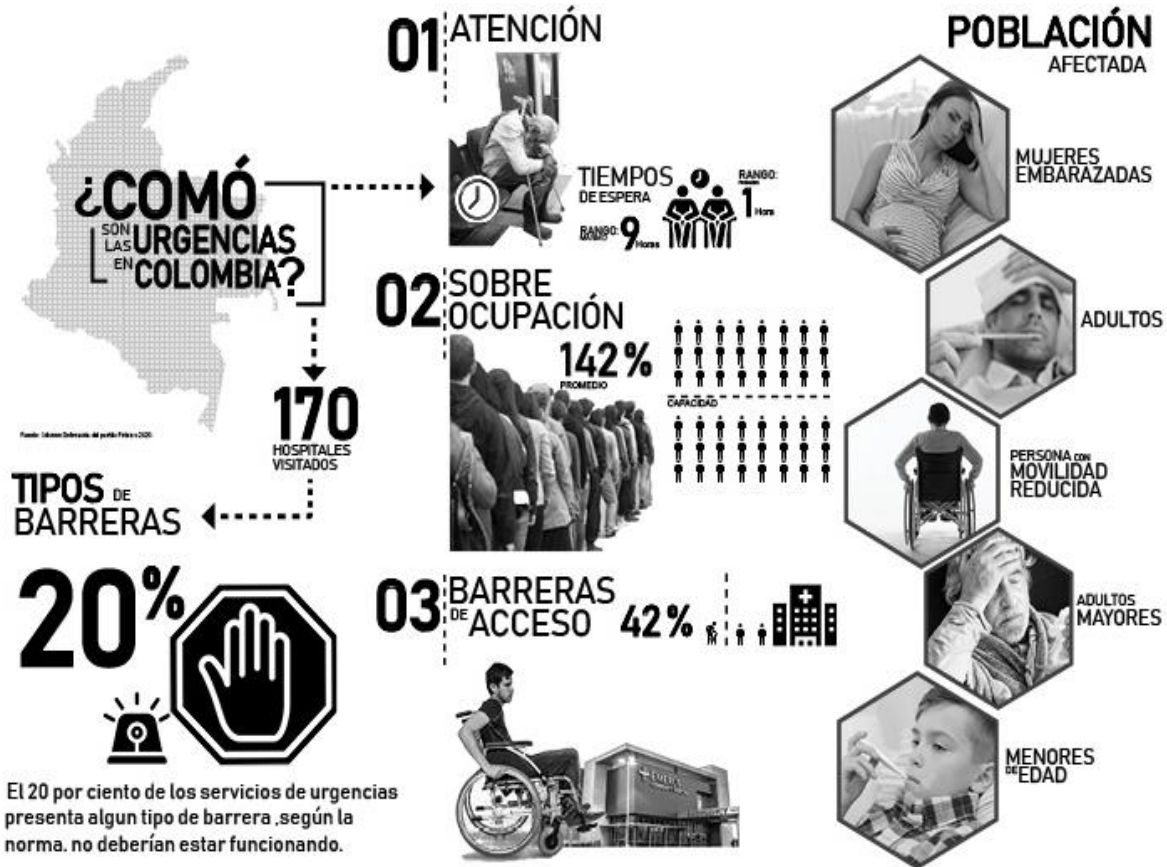 ¿COMÓ
SON
LAS URGENCIAS
EN COLOMBIA?
170
HOSPITALES
VISITADOS
TIPOS DE
BARRERAS
20%
El 20 por ciento de los servicios de urgencias
presenta algun tipo de barrera ,según la
norma. no deberían estar funcionando.
01 ATENCIÓN
TIEMPOS
DE ESPERA
RANGO:
9 Horas
RANGO:
1 Hora
02 SOBRE
OCUPACIÓN
142%
PROMEDIO
CAPACIDAD
03 BARRERAS
DE ACCESO
42%
POBLACIÓN
AFECTADA
MUJERES
EMBARAZADAS
ADULTOS
PERSONA CON
MOVILIDAD
REDUCIDA
ADULTOS
MAYORES
MENORES
DE EDAD